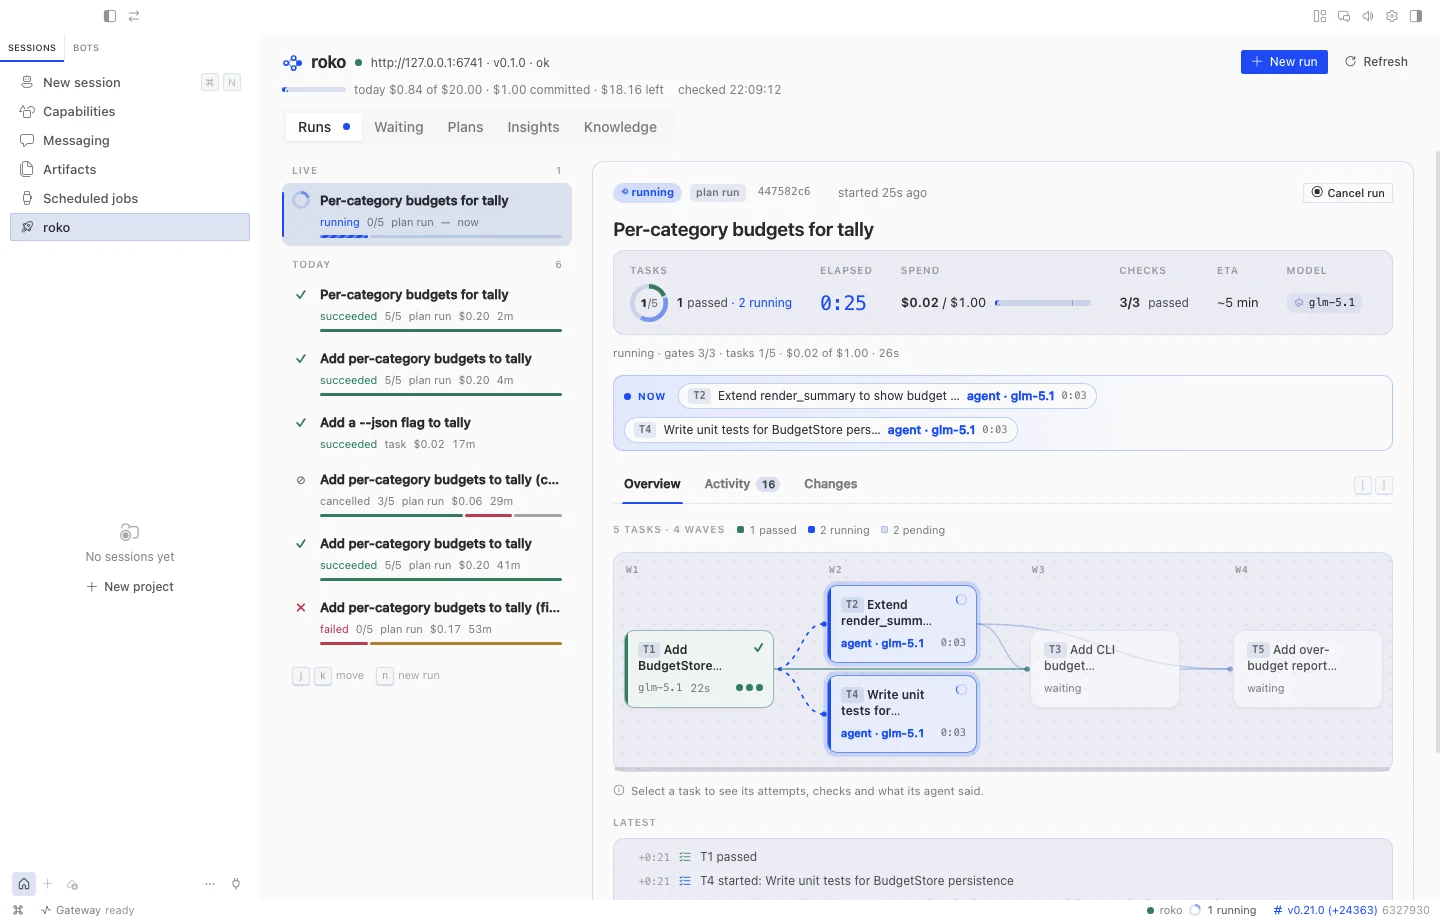 SESSIONS BOTS
New session ⌘ N
Capabilities
Messaging
Artifacts
Scheduled jobs
roko
No sessions yet
+ New project
Gateway ready
roko http://127.0.0.1:6741 · v0.1.0 · ok
+ New run Refresh
today $0.84 of $20.00 · $1.00 committed · $18.16 left checked 22:09:12
Runs Waiting Plans Insights Knowledge
LIVE 1
Per-category budgets for tally
running 0/5 plan run — now
TODAY 6
Per-category budgets for tally
succeeded 5/5 plan run $0.20 2m
Add per-category budgets to tally
succeeded 5/5 plan run $0.20 4m
Add a --json flag to tally
succeeded task $0.02 17m
Add per-category budgets to tally (c...
cancelled 3/5 plan run $0.06 29m
Add per-category budgets to tally
succeeded 5/5 plan run $0.20 41m
Add per-category budgets to tally (fi...
failed 0/5 plan run $0.17 53m
j k move n new run
running plan run 447582c6 started 25s ago
Cancel run
Per-category budgets for tally
TASKS ELAPSED SPEND CHECKS ETA MODEL
1/5 1 passed · 2 running 0:25 $0.02 / $1.00 3/3 passed ~5 min glm-5.1
running · gates 3/3 · tasks 1/5 · $0.02 of $1.00 · 26s
NOW T2 Extend render_summary to show budget ... agent · glm-5.1 0:03
T4 Write unit tests for BudgetStore pers... agent · glm-5.1 0:03
Overview Activity 16 Changes [ ]
5 TASKS · 4 WAVES 1 passed 2 running 2 pending
W1 W2 W3 W4
T1 Add
BudgetStore...
glm-5.1 22s
T2 Extend
render_summ...
agent · glm-5.1 0:03
T4 Write unit
tests for...
agent · glm-5.1 0:03
T3 Add CLI
budget...
waiting
T5 Add over-
budget report...
waiting
Select a task to see its attempts, checks and what its agent said.
LATEST
+0:21 T1 passed
+0:21 T4 started: Write unit tests for BudgetStore persistence
roko 1 running # v0.21.0 (+24363) 6327930